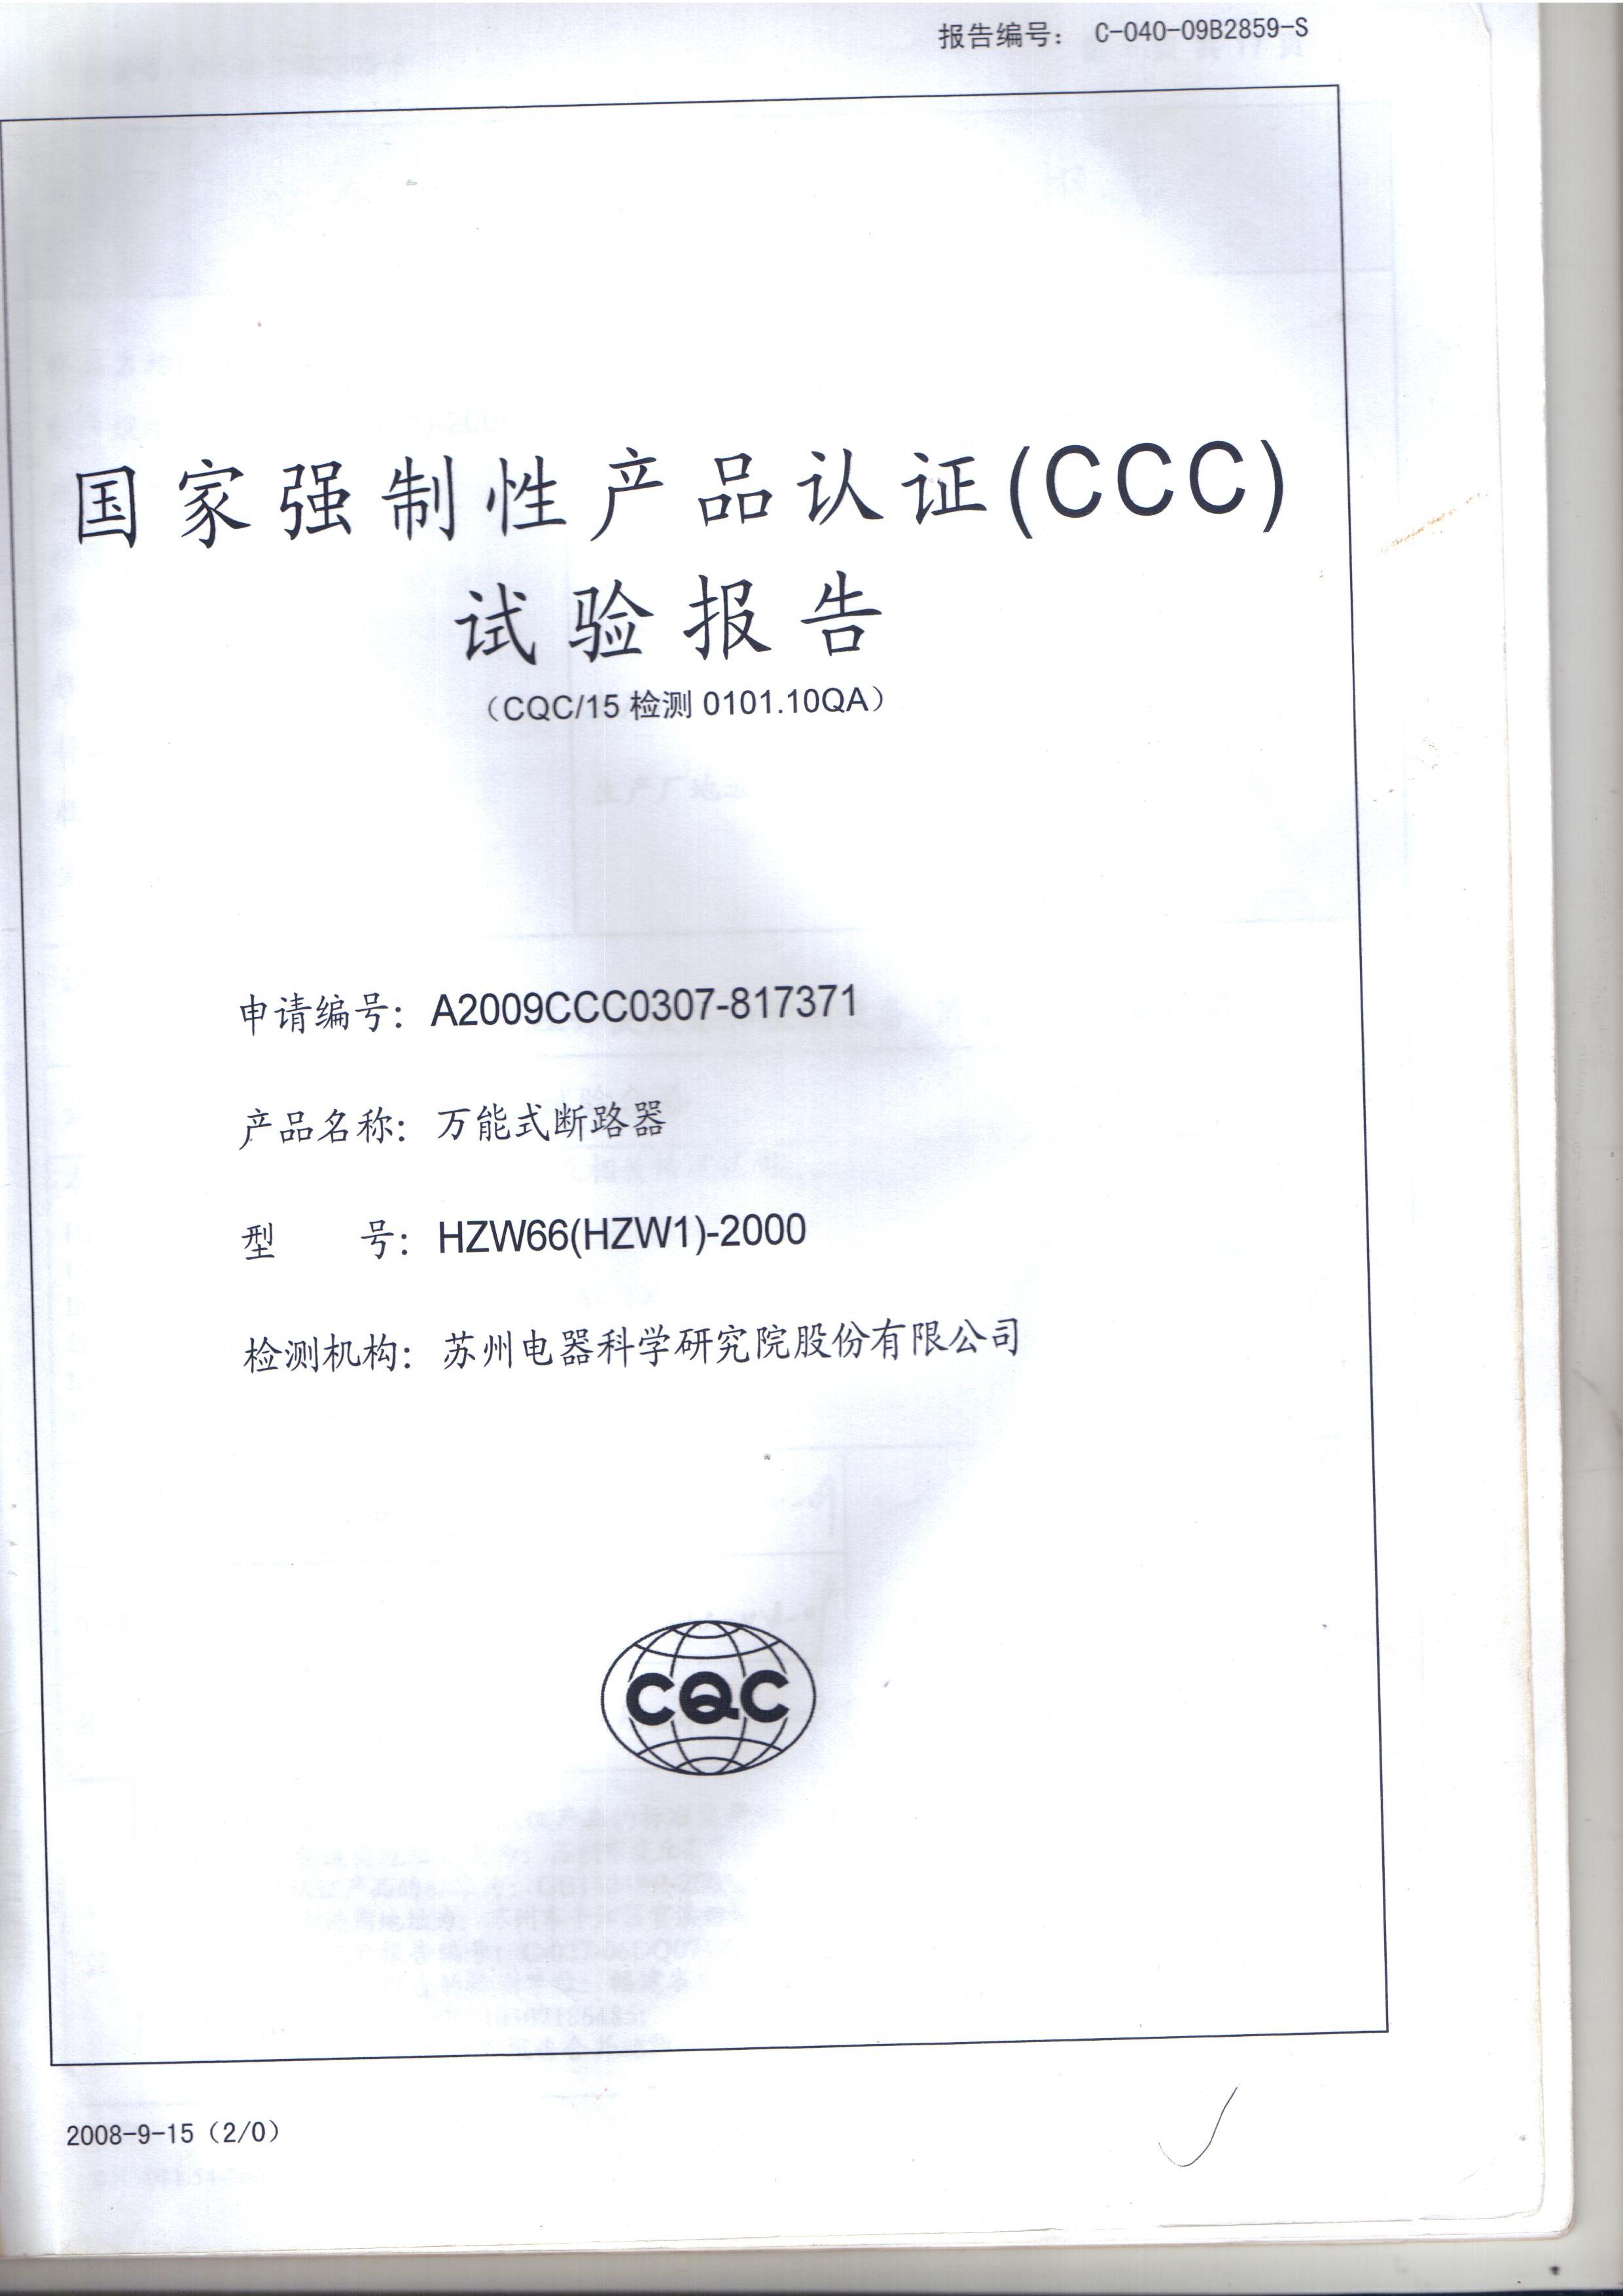 报告编号： C-040-09B2859-S
国家强制性产品认证(CCC)
试验报告
（CQC/15 检测 0101.10QA）
申请编号： A2009CCC0307-817371
产品名称： 万能式断路器
型 号： HZW66(HZW1)-2000
检测机构： 苏州电器科学研究院股份有限公司
CQC
2008-9-15（2/0）